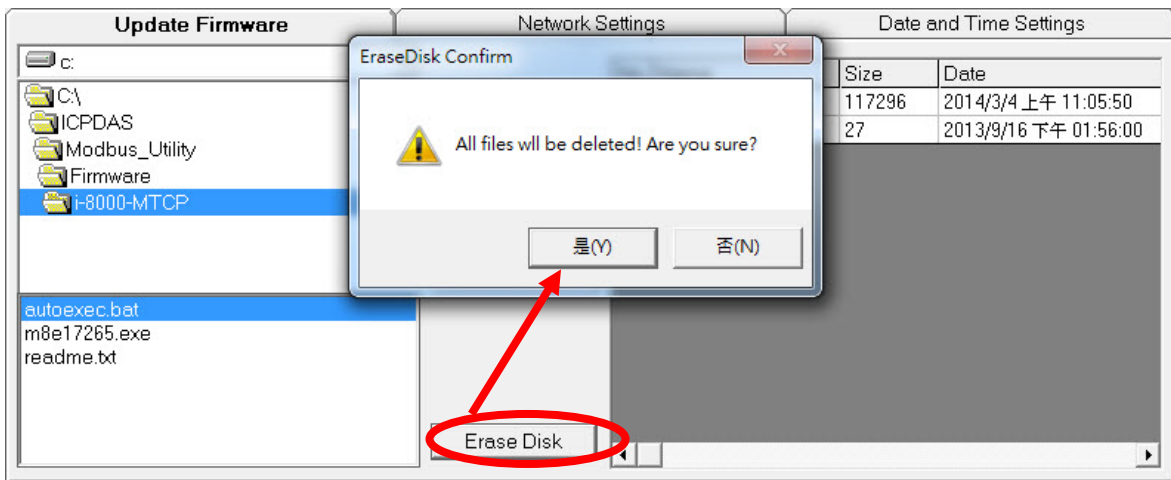 Update Firmware
Network Settings
Date and Time Settings
c:
C:\
ICPDAS
Modbus_Utility
Firmware
i-8000-MTCP
autoexec.bat
m8e17265.exe
readme.txt
EraseDisk Confirm
All files wll be deleted! Are you sure?
是(Y)
否(N)
Erase Disk
Size Date
117296 2014/3/4 上午 11:05:50
27 2013/9/16 下午 01:56:00